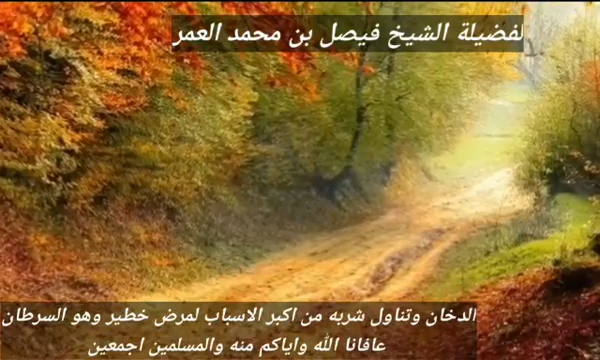 لفضيلة الشيخ فيصل بن محمد العمر
الدخان وتناول شربه من اكبر الاسباب لمرض خطير وهو السرطان
عافانا الله واياكم منه والمسلمين اجمعين